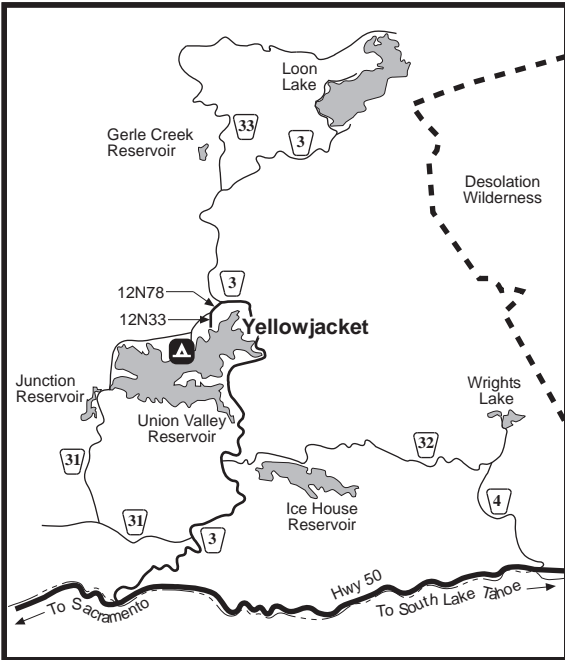 Loon
Lake
33
3
Gerle Creek
Reservoir
Desolation
Wilderness
12N78
3
12N33
Yellowjacket
Junction
Reservoir
Union Valley
Reservoir
Wrights
Lake
31
32
Ice House
Reservoir
4
31
3
Hwy 50
To Sacramento
To South Lake Tahoe